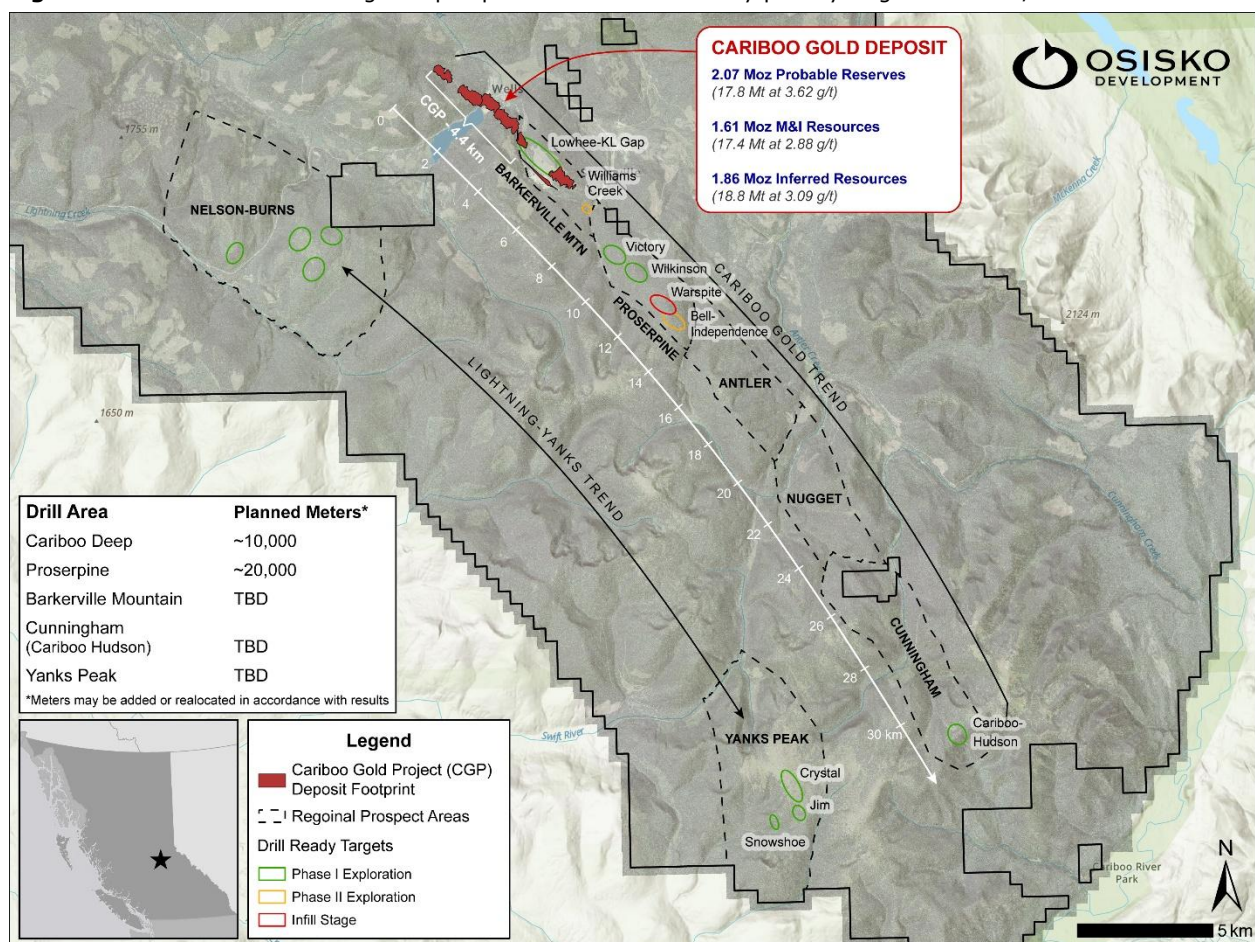 CARIBOO GOLD DEPOSIT
2.07 Moz Probable Reserves
(17.8 Mt at 3.62 g/t)
1.61 Moz M&I Resources
(17.4 Mt at 2.88 g/t)
1.86 Moz Inferred Resources
(18.8 Mt at 3.09 g/t)
OSISKO
DEVELOPMENT
CGP - 4.4 km
Lowhee-KL Gap
Williams
Creek
BARKERVILLE MTN
1755 m
NELSON-BURNS
Lightning Creek
McKenna Creek
Victory
Wilkinson
Warspite
Bell-
Independence
PROSERPINE
CARIBOO GOLD TREND
2124 m
ANTLER
1650 m
LIGHTNING-YANKS TREND
NUGGET
Cunningham Creek
CUNNINGHAM
0
2
4
6
8
10
12
14
16
18
20
22
24
26
28
30 km
Cariboo-
Hudson
Swift River
YANKS PEAK
Crystal
Jim
Snowshoe
Cariboo River
Park
Drill Area Planned Meters*
Cariboo Deep ~10,000
Proserpine ~20,000
Barkerville Mountain TBD
Cunningham
(Cariboo Hudson) TBD
Yanks Peak TBD
*Meters may be added or realocated in accordance with results
Legend
Cariboo Gold Project (CGP)
Deposit Footprint
Regoinal Prospect Areas
Drill Ready Targets
Phase I Exploration
Phase II Exploration
Infill Stage
N
5 km